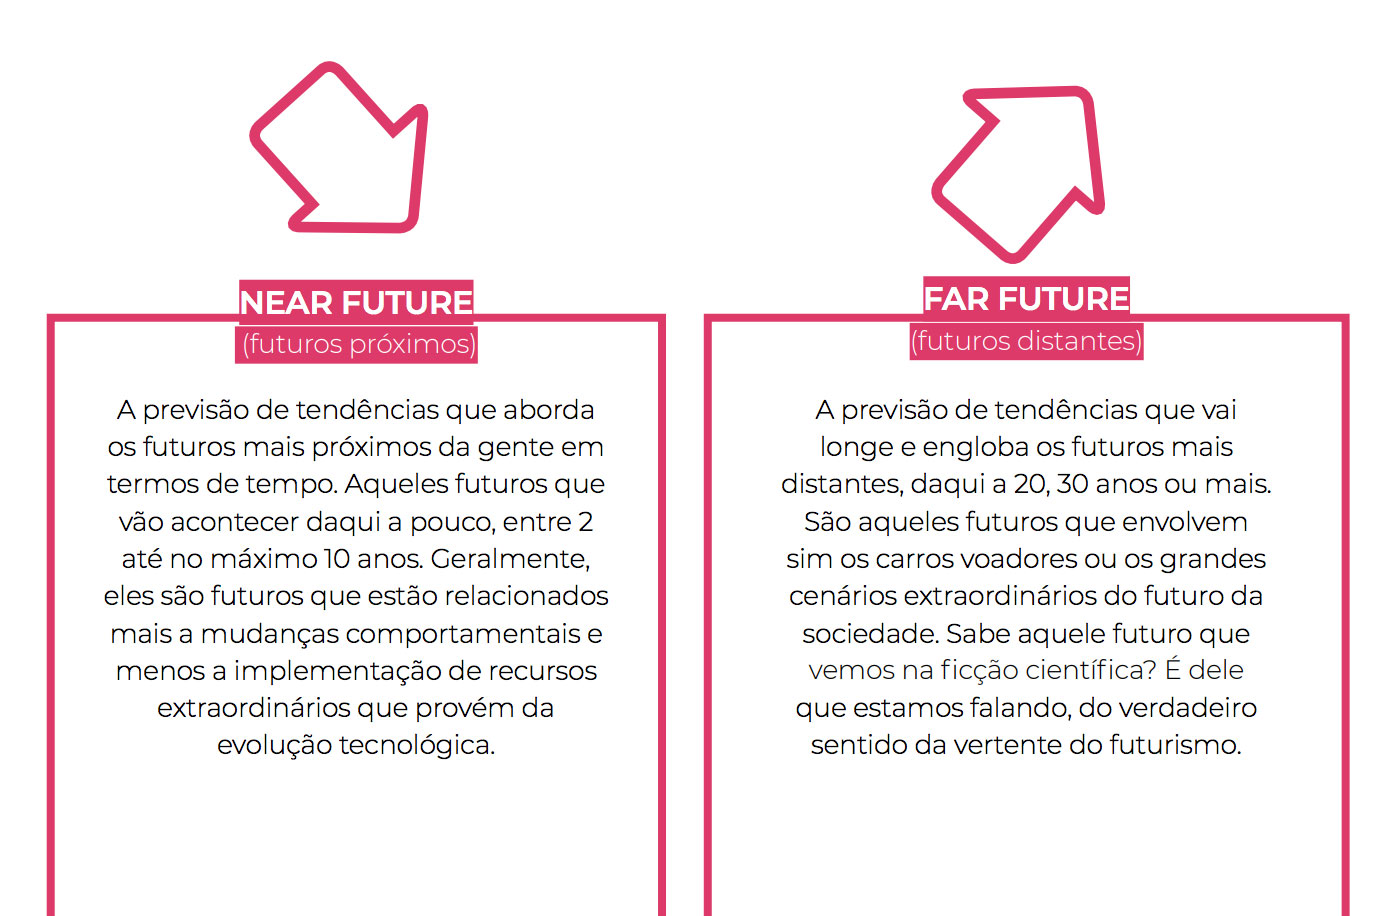 NEAR FUTURE
(futuros próximos)
A previsão de tendências que aborda
os futuros mais próximos da gente em
termos de tempo. Aqueles futuros que
vão acontecer daqui a pouco, entre 2
até no máximo 10 anos. Geralmente,
eles são futuros que estão relacionados
mais a mudanças comportamentais e
menos a implementação de recursos
extraordinários que provém da
evolução tecnológica.
FAR FUTURE
(futuros distantes)
A previsão de tendências que vai
longe e engloba os futuros mais
distantes, daqui a 20, 30 anos ou mais.
São aqueles futuros que envolvem
sim os carros voadores ou os grandes
cenários extraordinários do futuro da
sociedade. Sabe aquele futuro que
vemos na ficção científica? É dele
que estamos falando, do verdadeiro
sentido da vertente do futurismo.